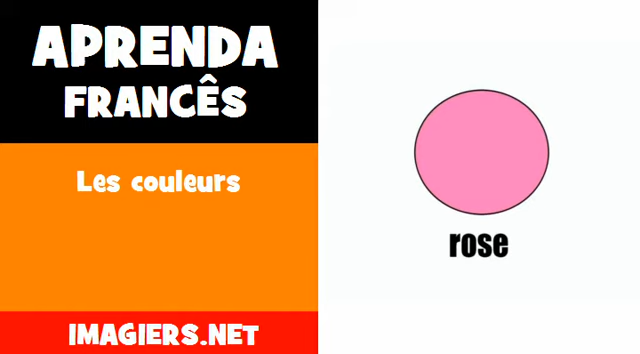 APRENDA
FRANCÊS
Les couleurs
IMAGIERS.NET
rose